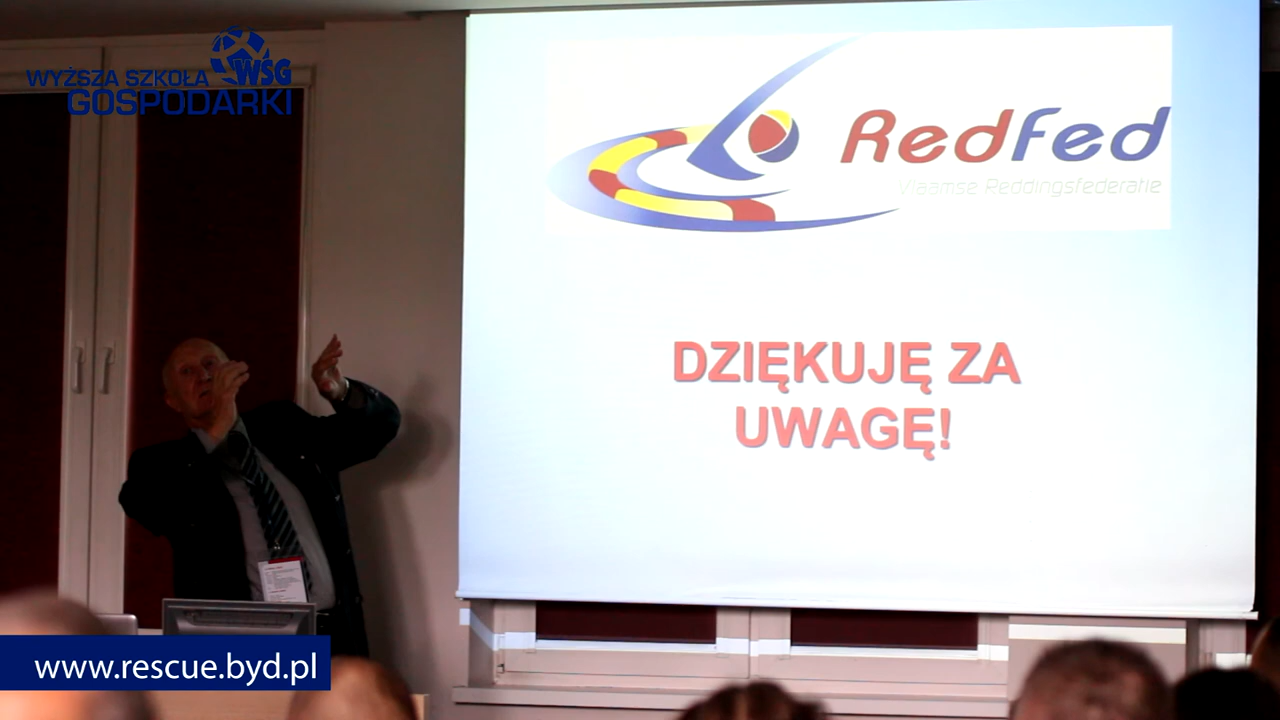 WYŻSZA SZKOŁA
WSG
GOSPODARKI
RedFed
Vlaamse Reddingsfederatie
DZIĘKUJĘ ZA
UWAGĘ!
www.rescue.byd.pl